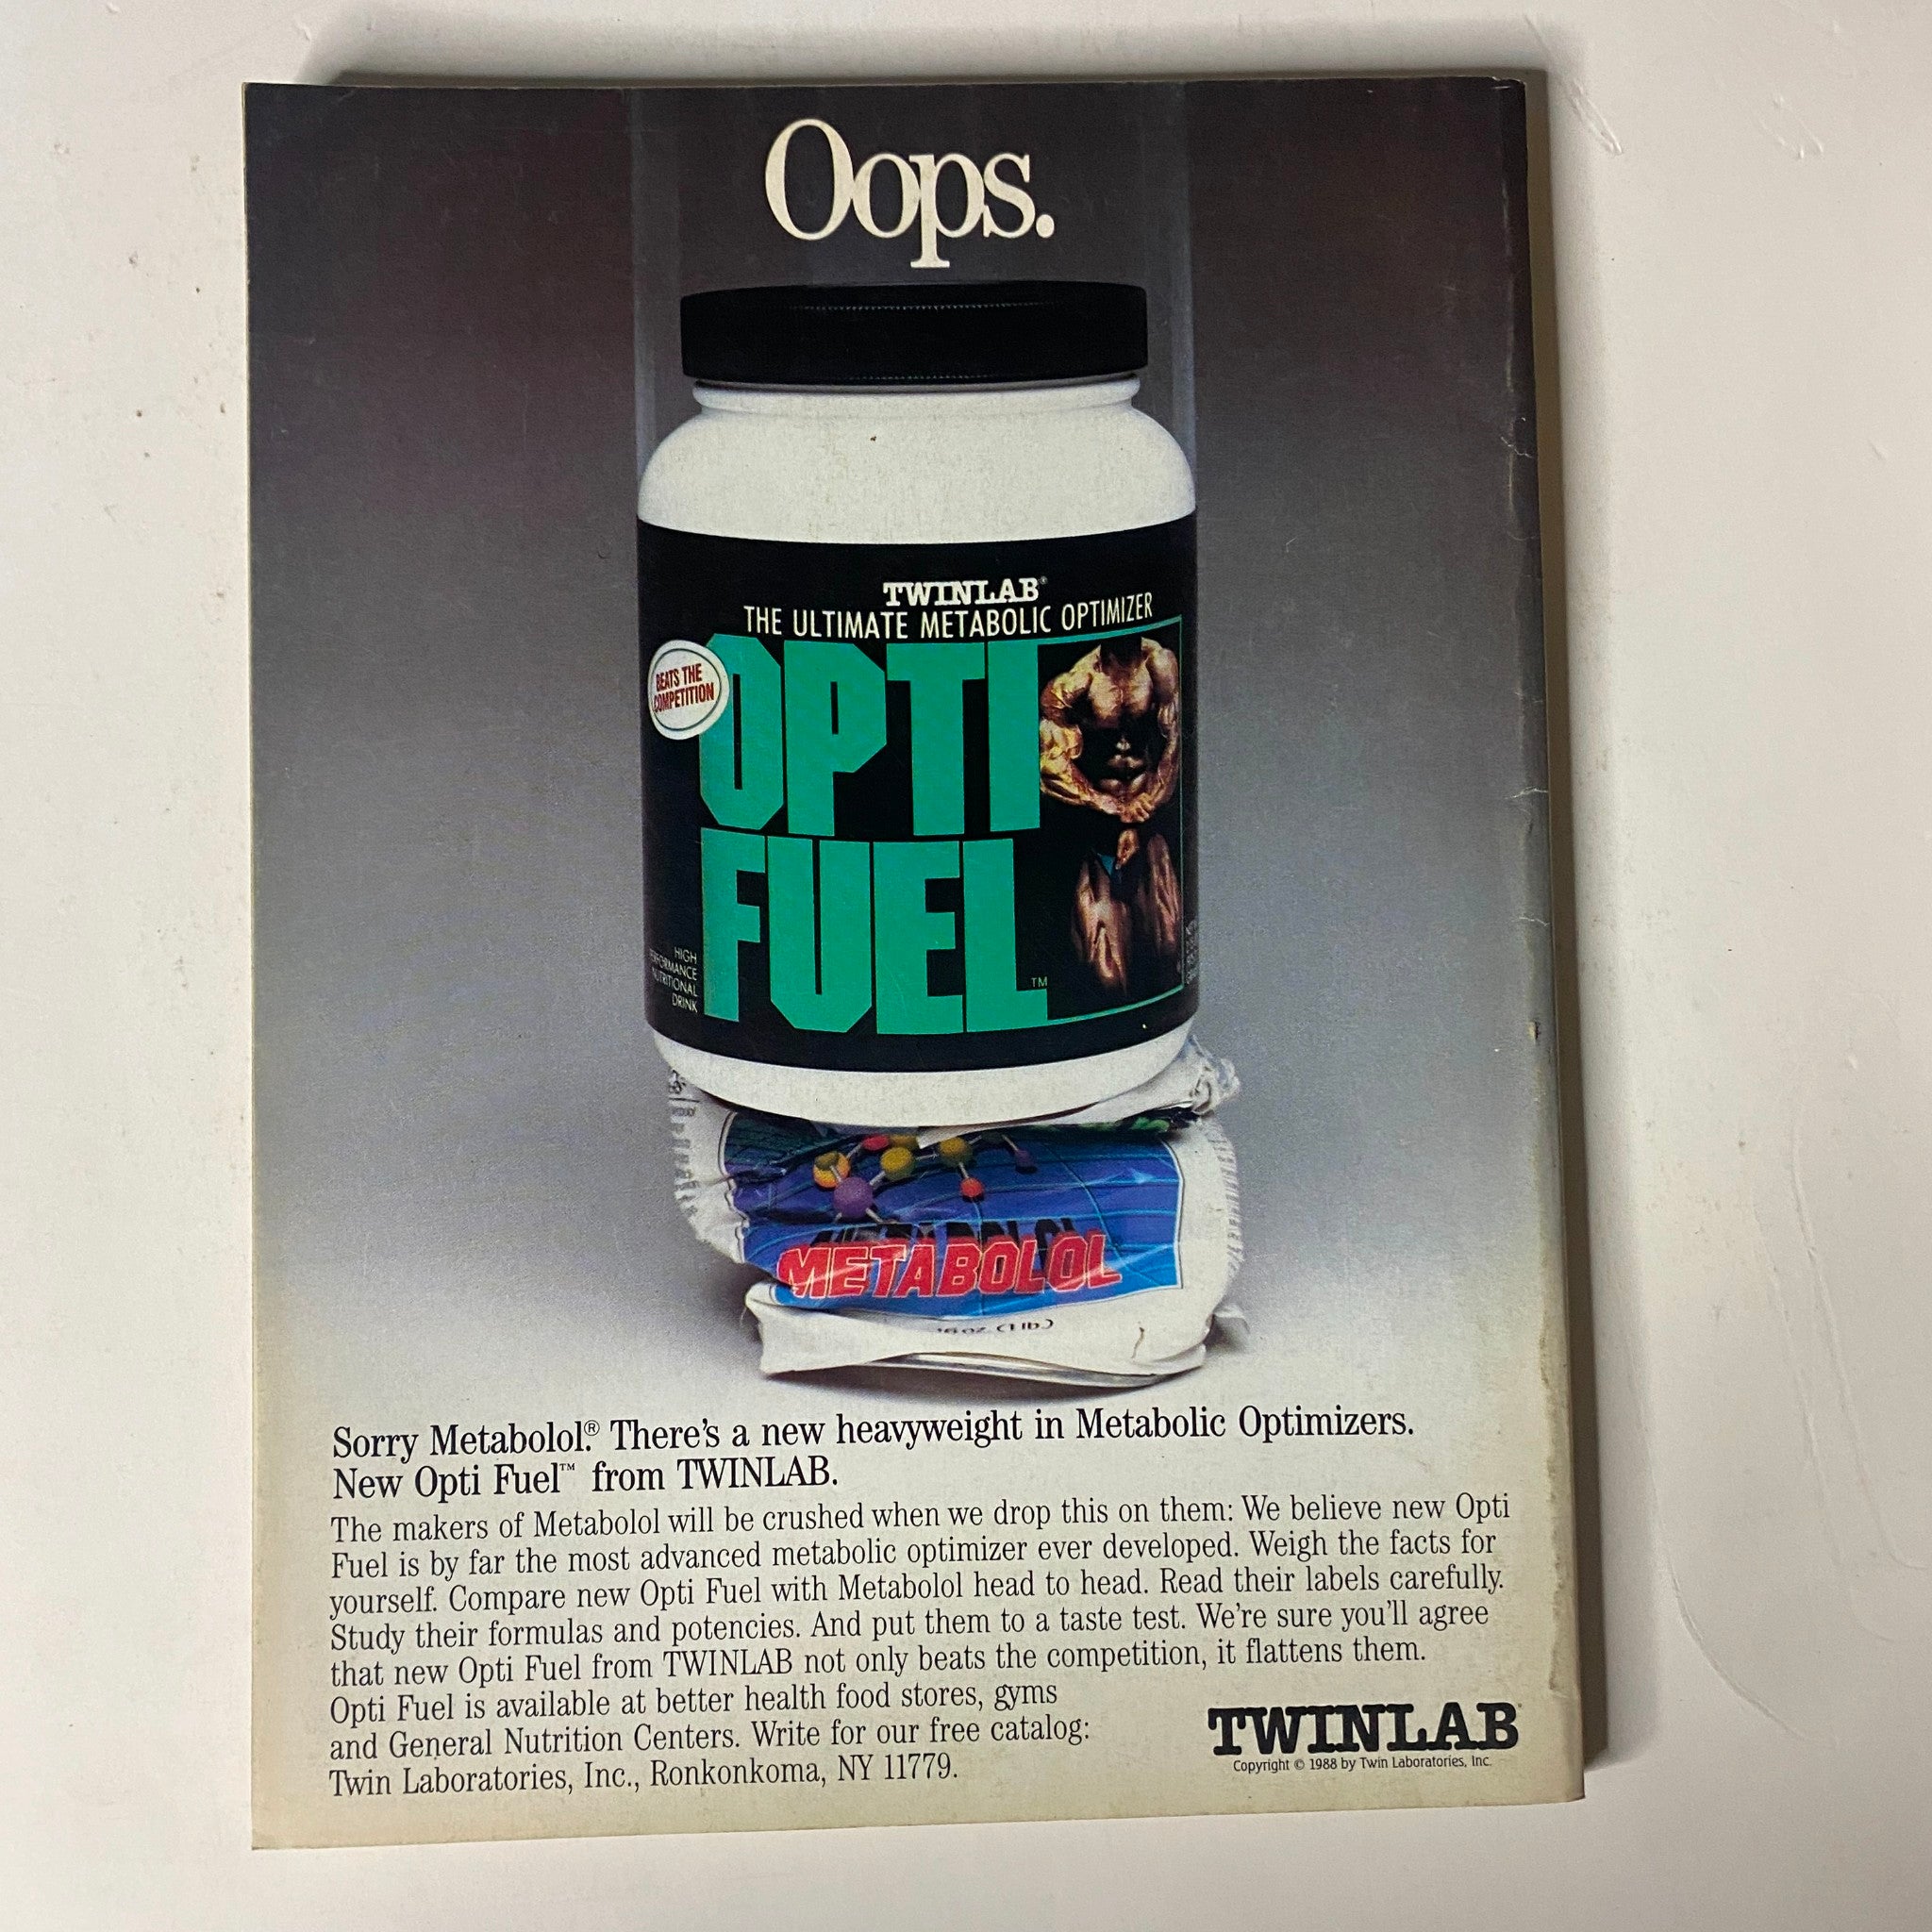 Oops.
TWINLAB®
THE ULTIMATE METABOLIC OPTIMIZER
BEATS THE
COMPETITION
OPTI
FUEL™
HIGH
NUTRITIONAL
DRINK
METABOLOL
16 oz. (1 lb.)
Sorry Metabolol.® There's a new heavyweight in Metabolic Optimizers.
New Opti Fuel™ from TWINLAB.
The makers of Metabolol will be crushed when we drop this on them: We believe new Opti
Fuel is by far the most advanced metabolic optimizer ever developed. Weigh the facts for
yourself. Compare new Opti Fuel with Metabolol head to head. Read their labels carefully.
Study their formulas and potencies. And put them to a taste test. We're sure you'll agree
that new Opti Fuel from TWINLAB not only beats the competition, it flattens them.
Opti Fuel is available at better health food stores, gyms
and General Nutrition Centers. Write for our free catalog:
Twin Laboratories, Inc., Ronkonkoma, NY 11779.
TWINLAB
Copyright © 1988 by Twin Laboratories, Inc.